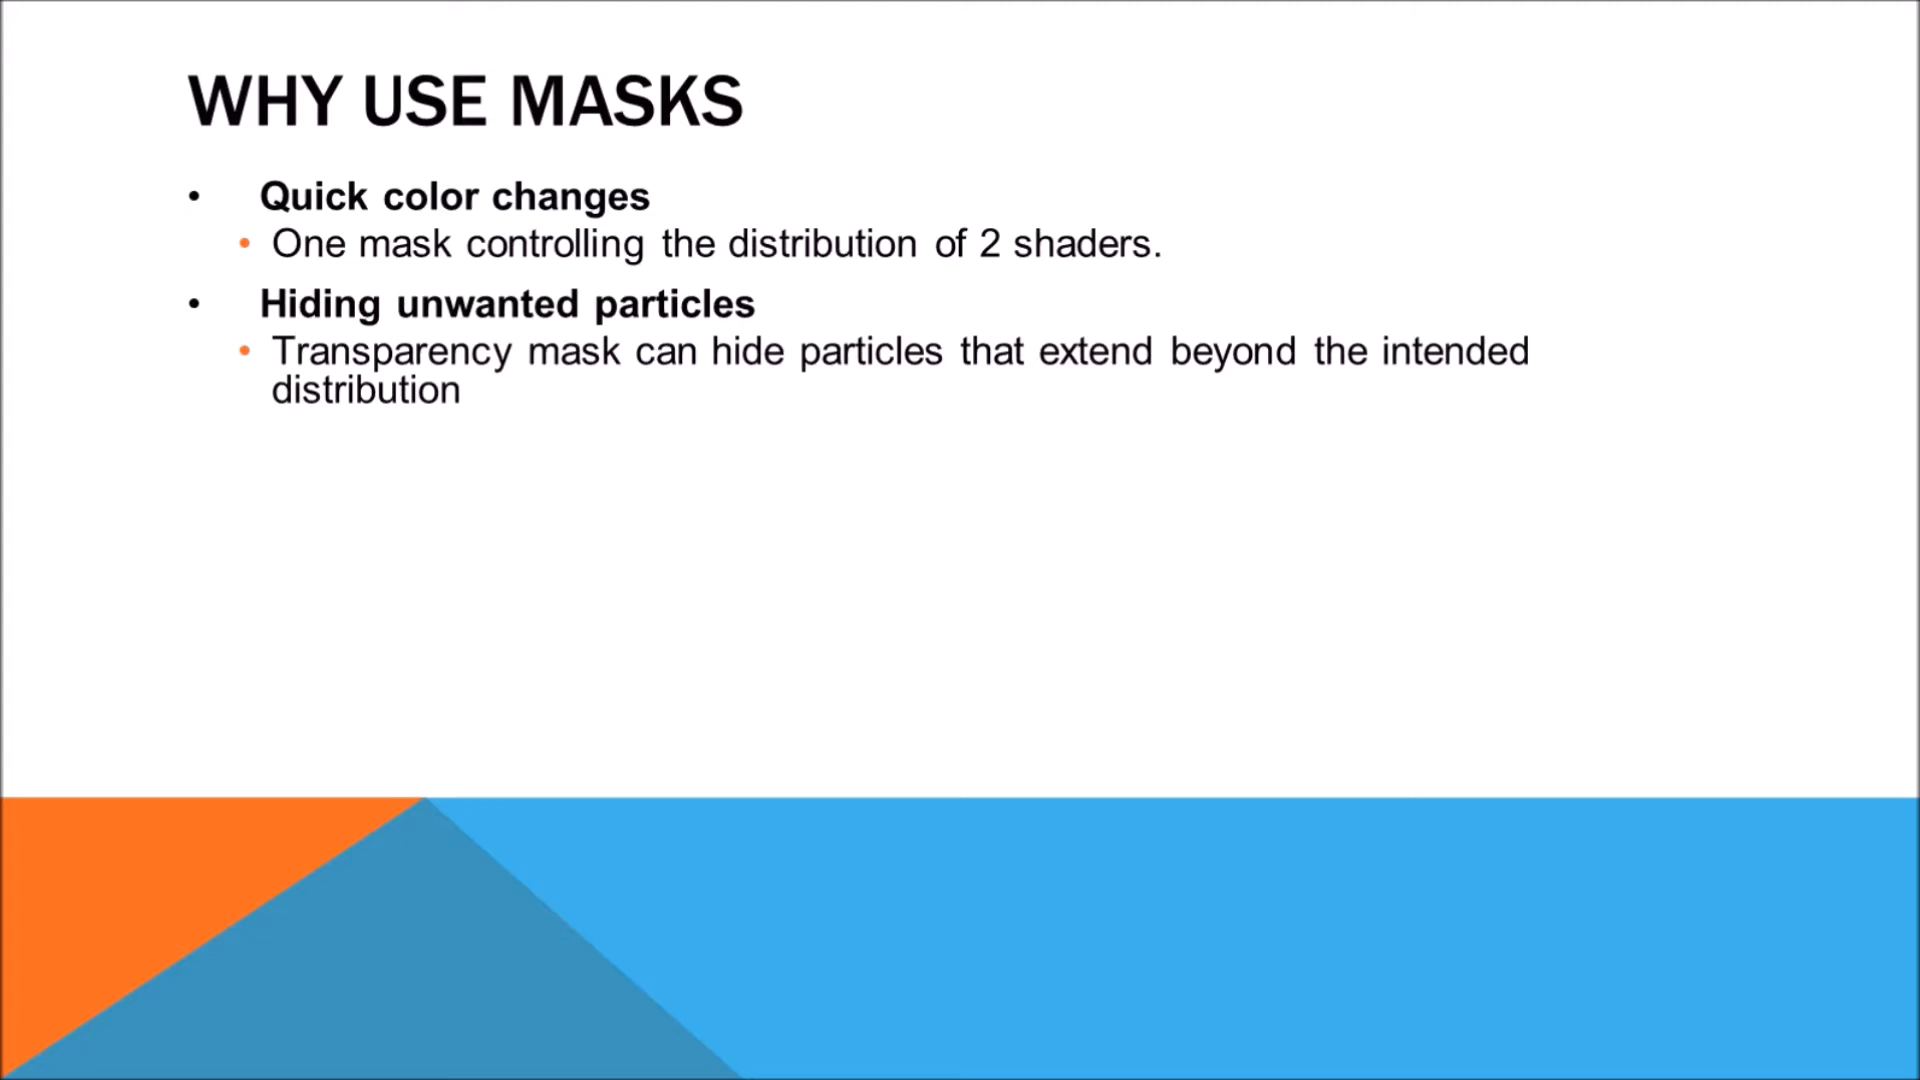 WHY USE MASKS
• Quick color changes
• One mask controlling the distribution of 2 shaders.
• Hiding unwanted particles
• Transparency mask can hide particles that extend beyond the intended
distribution